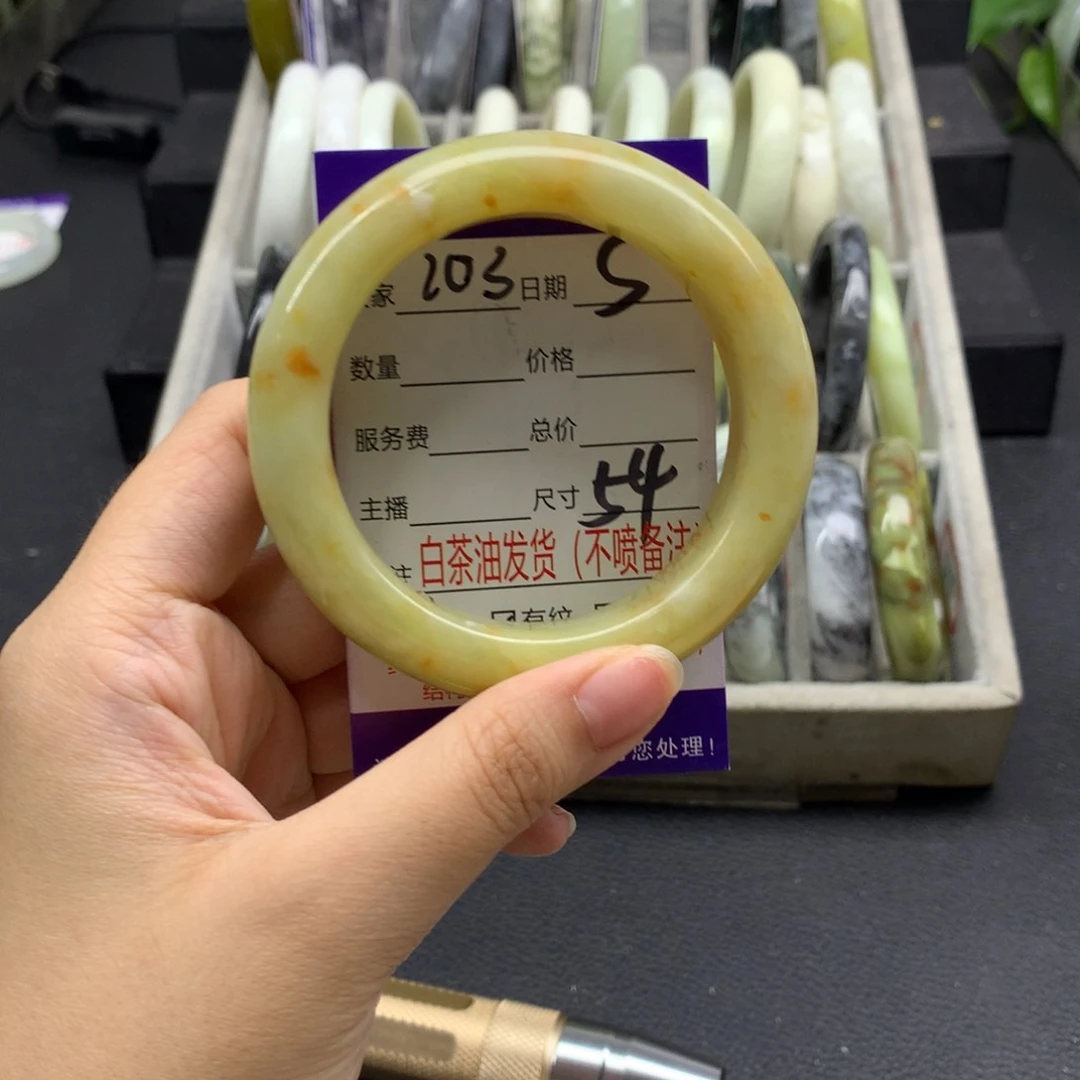 家 103 日期 5
数量 价格
服务费 总价
主播 尺寸 54
注 白茶油发货（不喷备注
有纹
您处理！